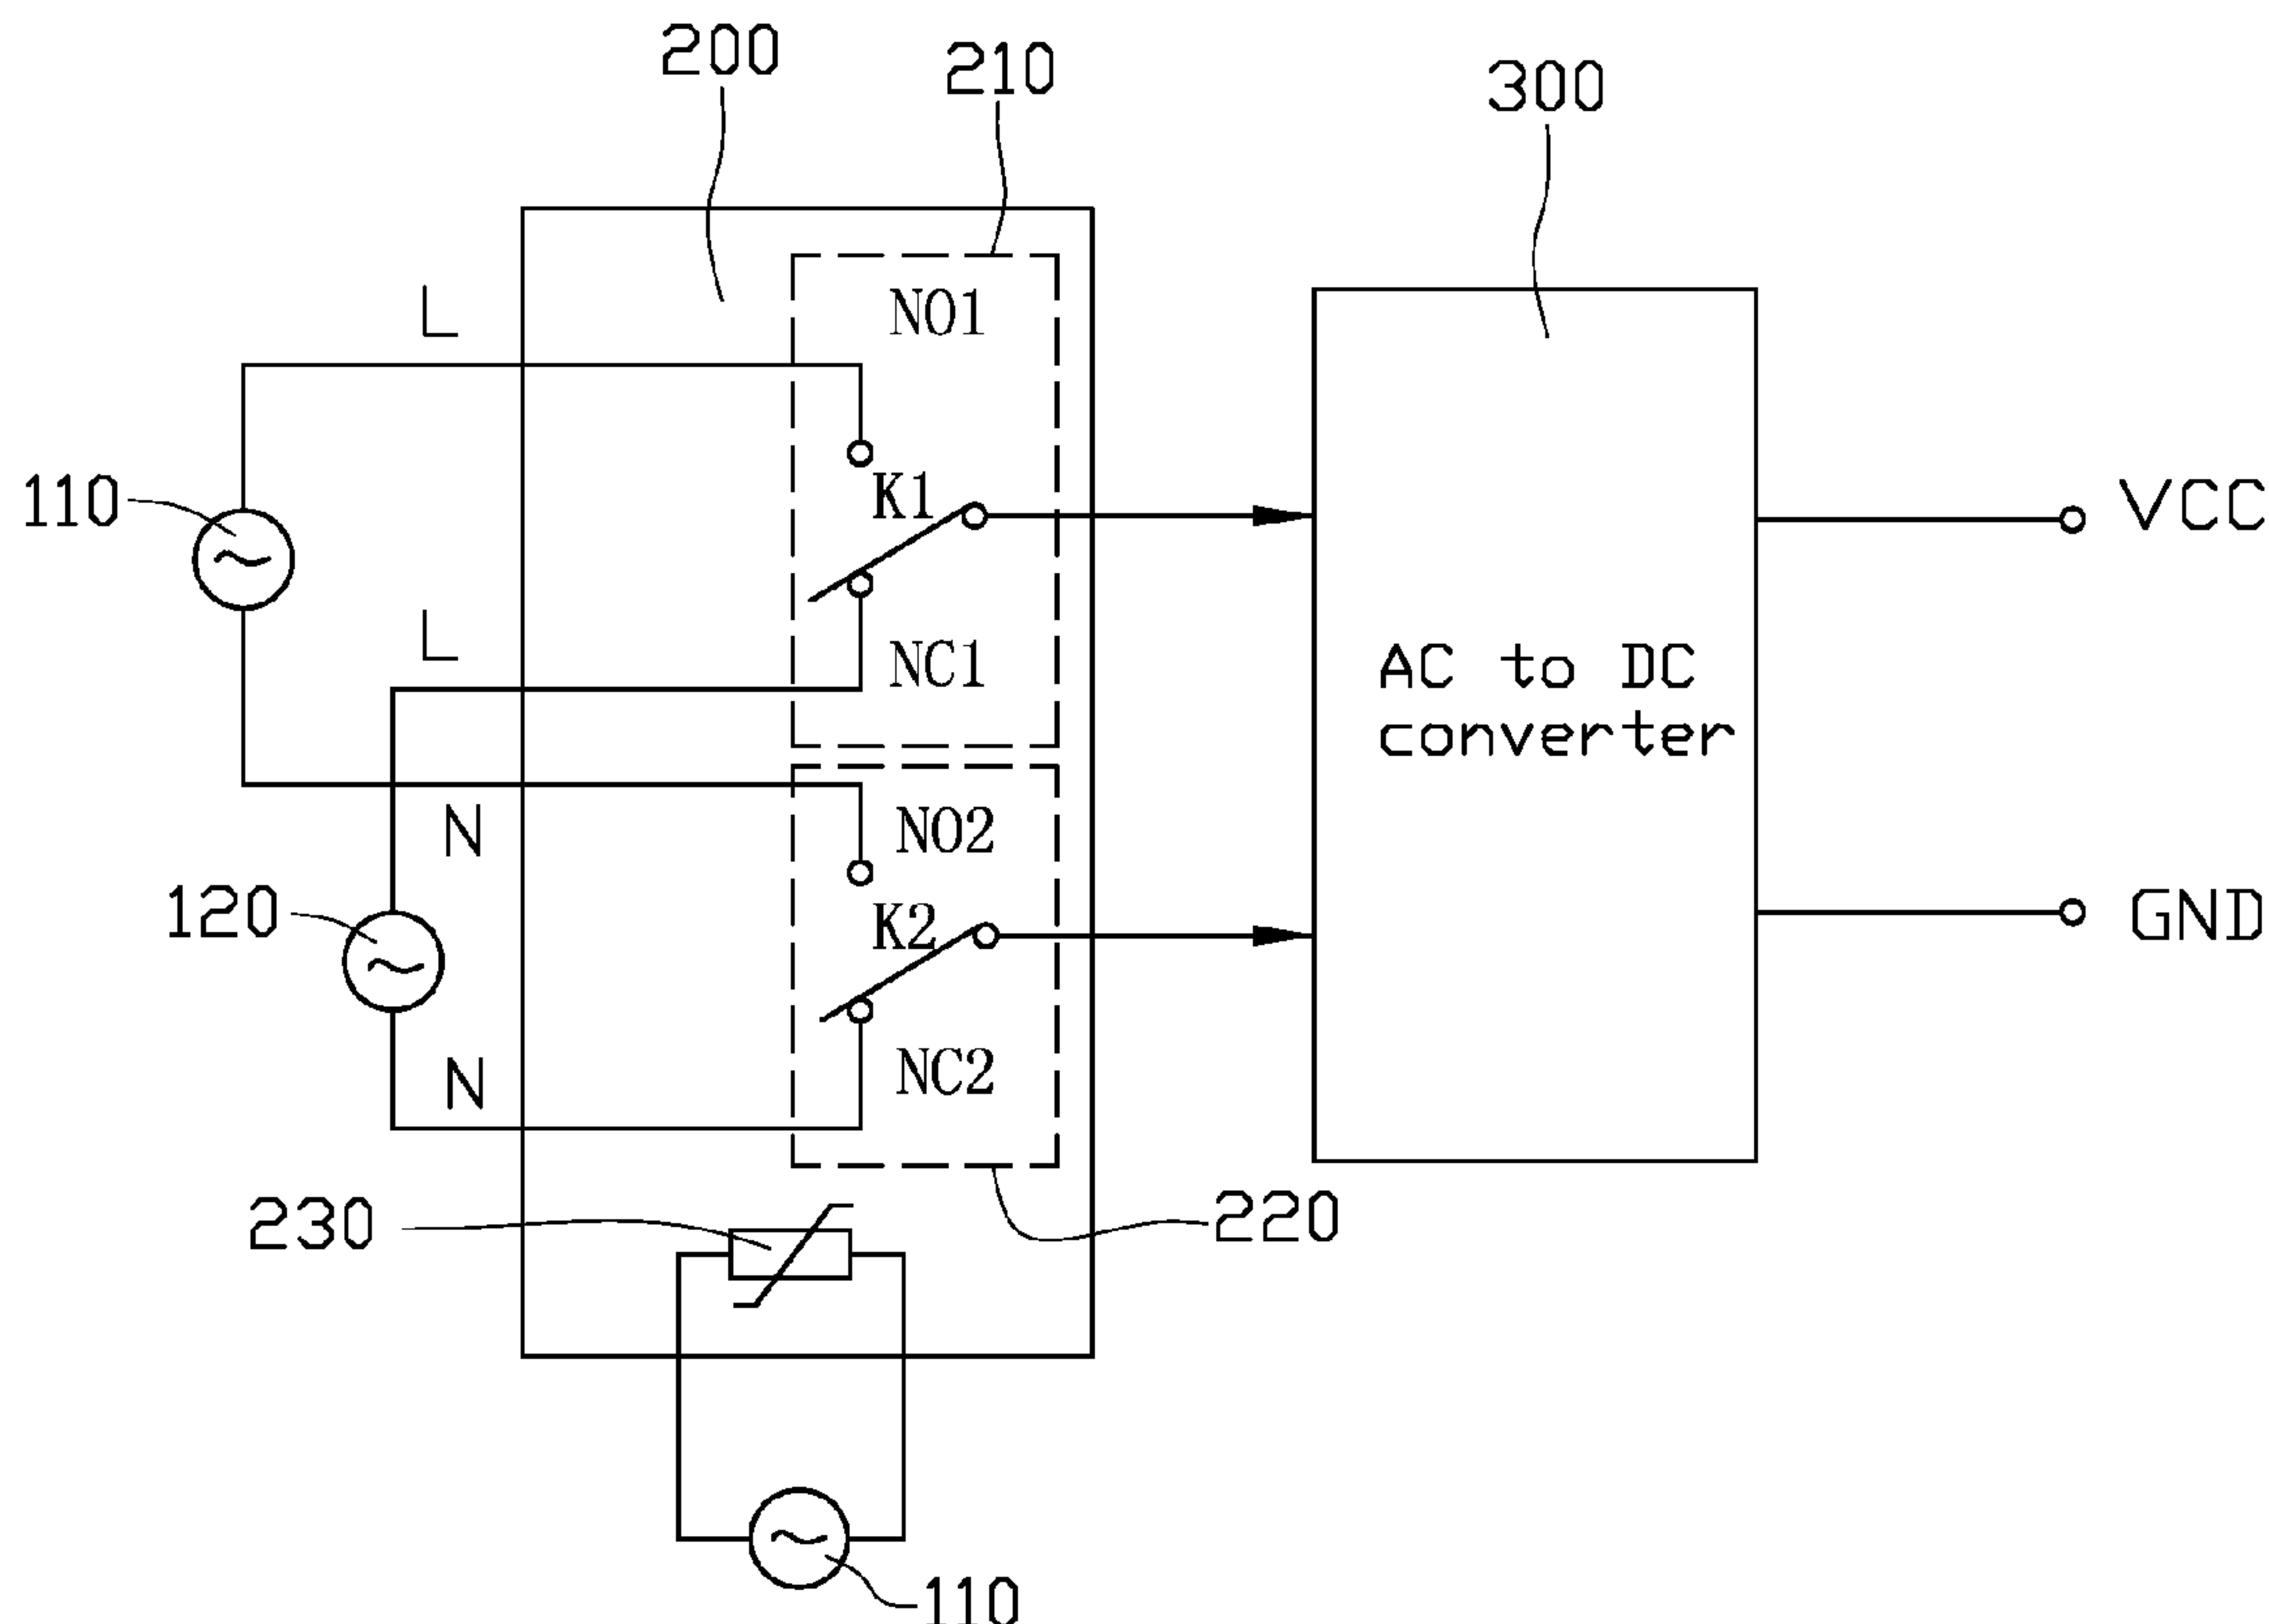 200
210
300
L
NO1
110
K1
VCC
L
NC1
AC to DC
converter
N
NO2
120
K2
GND
N
NC2
230
220
110